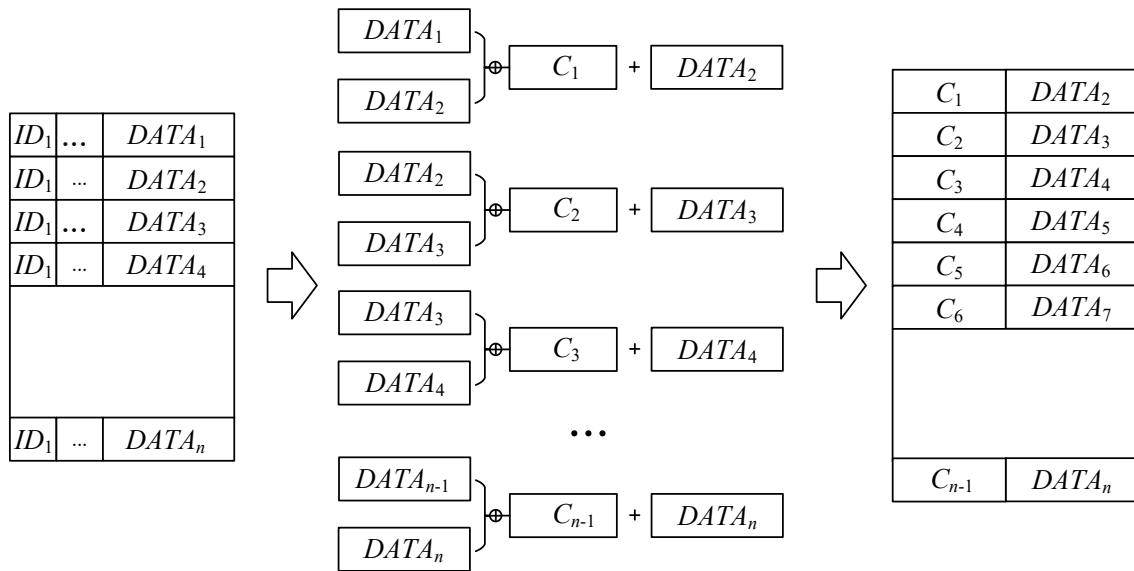 ID₁ ... DATA₁
ID₁ ... DATA₂
ID₁ ... DATA₃
ID₁ ... DATA₄
ID₁ ... DATAₙ
DATA₁
DATA₂
⊕ C₁ + DATA₂
DATA₂
DATA₃
⊕ C₂ + DATA₃
DATA₃
DATA₄
⊕ C₃ + DATA₄
...
DATAₙ₋₁
DATAₙ
⊕ Cₙ₋₁ + DATAₙ
C₁ DATA₂
C₂ DATA₃
C₃ DATA₄
C₄ DATA₅
C₅ DATA₆
C₆ DATA₇
Cₙ₋₁ DATAₙ